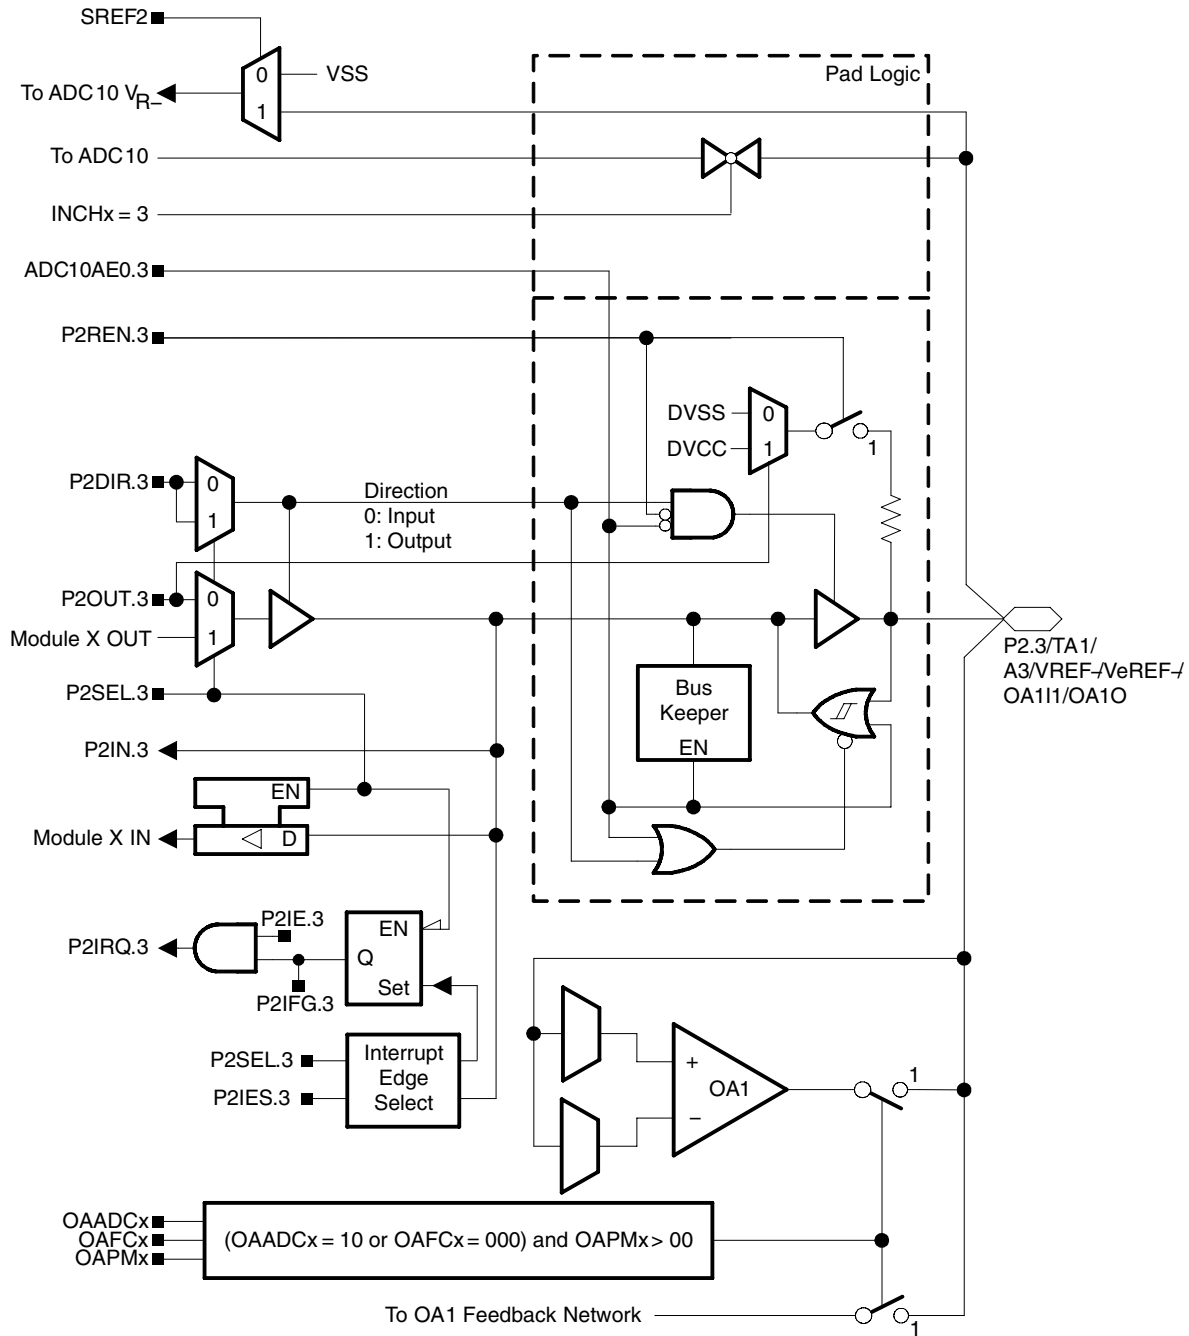 SREF2
0
VSS
Pad Logic
To ADC10 VR−
1
To ADC10
INCHx = 3
ADC10AE0.3
P2REN.3
DVSS
0
DVCC
1
1
P2DIR.3
0
1
Direction
0: Input
1: Output
P2OUT.3
0
Module X OUT
1
P2SEL.3
P2.3/TA1/
A3/VREF−/VeREF−/
OA1I1/OA1O
Bus
Keeper
EN
P2IN.3
EN
Module X IN
D
P2IE.3
P2IRQ.3
EN
Q
Set
P2IFG.3
P2SEL.3
P2IES.3
Interrupt
Edge
Select
+
OA1
−
1
OAADCx
OAFCx
OAPMx
(OAADCx = 10 or OAFCx = 000) and OAPMx > 00
To OA1 Feedback Network
1